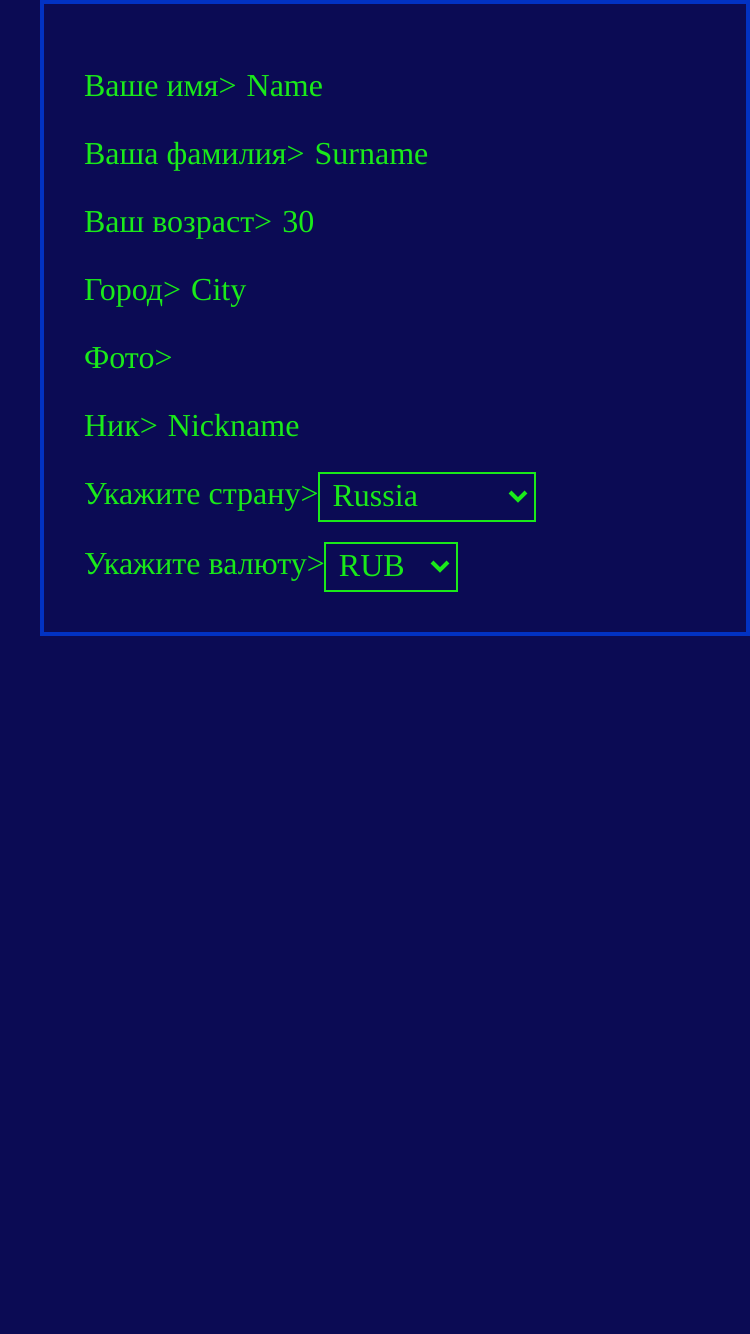 Ваше имя> Name
Ваша фамилия> Surname
Ваш возраст> 30
Город> City
Фото>
Ник> Nickname
Укажите страну> Russia
Укажите валюту> RUB